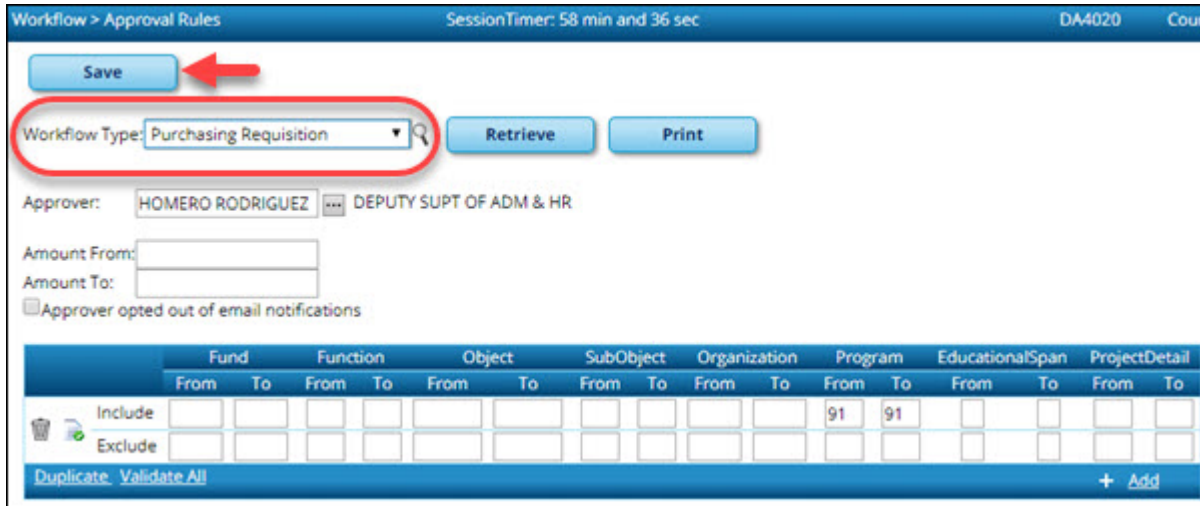 Workflow > Approval Rules SessionTimer: 58 min and 36 sec DA4020 Cou
Save
Workflow Type: Purchasing Requisition Retrieve Print
Approver: HOMERO RODRIGUEZ ... DEPUTY SUPT OF ADM & HR
Amount From:
Amount To:
Approver opted out of email notifications
Fund Function Object SubObject Organization Program EducationalSpan ProjectDetail
From To From To From To From To From To From To From To From To
Include 91 91
Exclude
Duplicate Validate All + Add